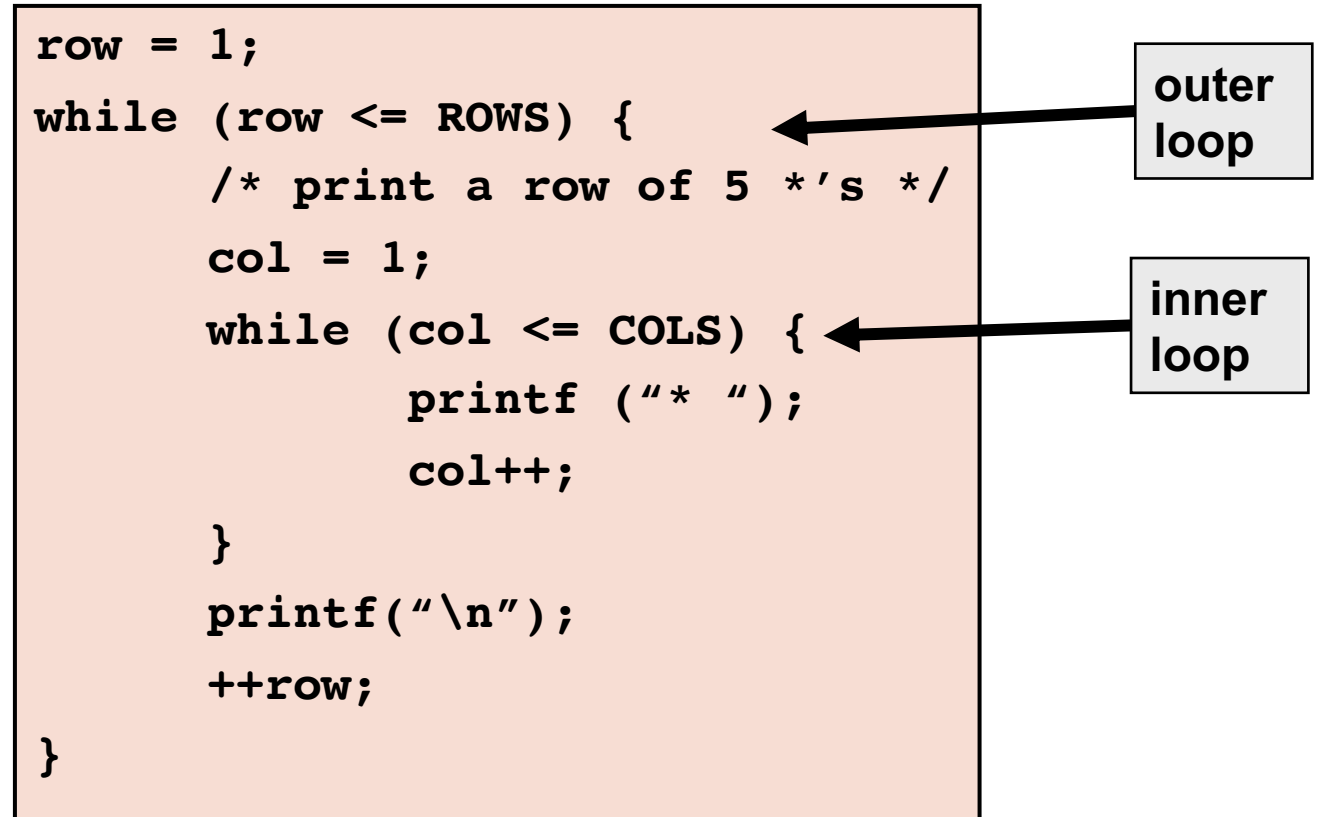 row = 1;
while (row <= ROWS) {
/* print a row of 5 *’s */
col = 1;
while (col <= COLS) {
printf (“* “);
col++;
}
printf(“\n”);
++row;
}
outer
loop
inner
loop